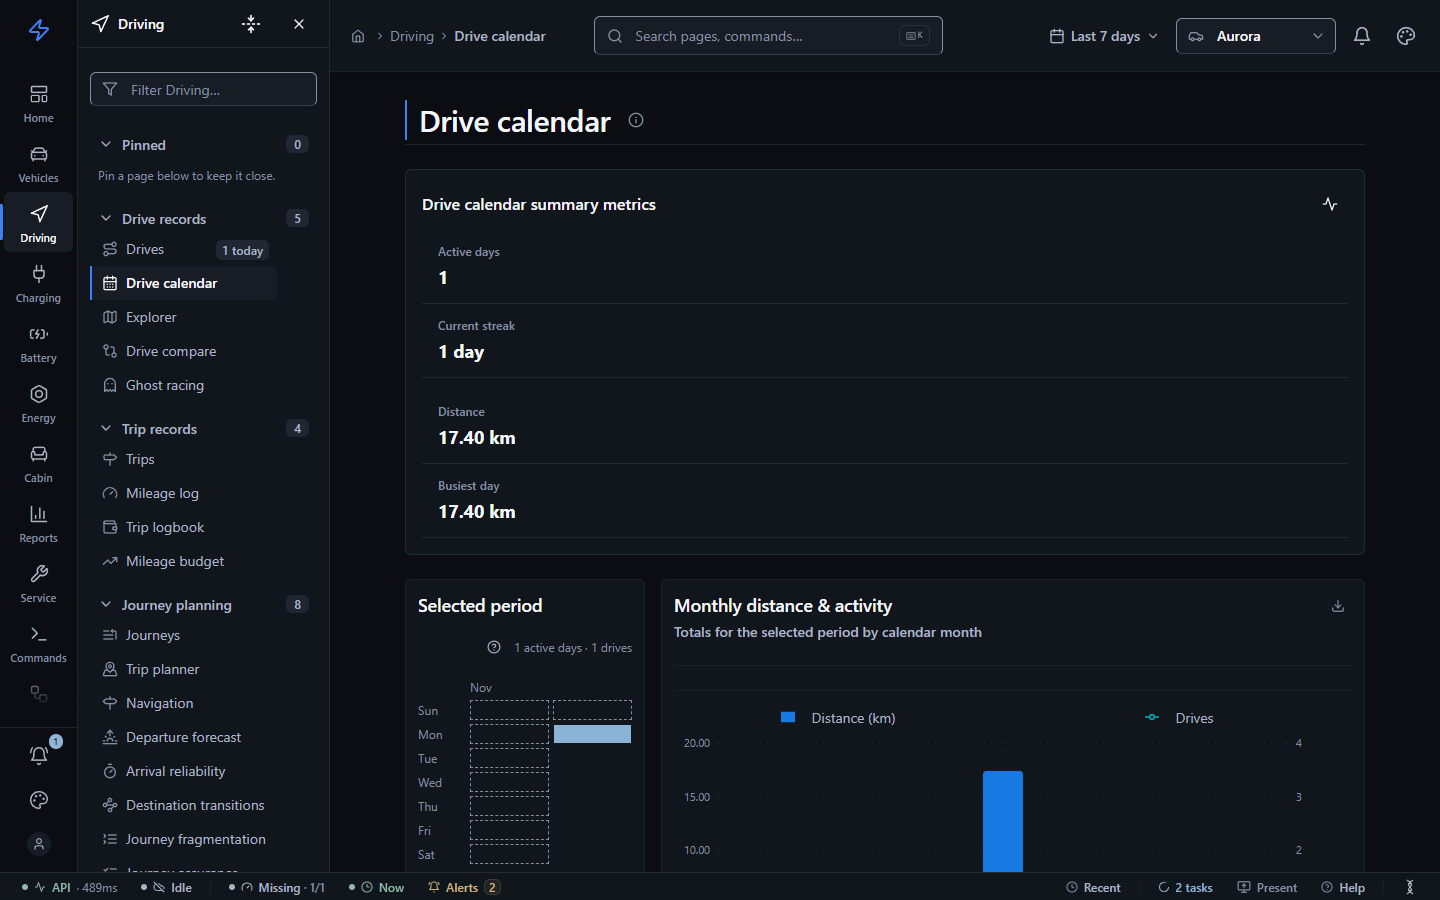 Driving
Driving
Drive calendar
Search pages, commands...
K
Last 7 days
Aurora
Home
Vehicles
Driving
Charging
Battery
Energy
Cabin
Reports
Service
Commands
1
Filter Driving...
Pinned
0
Pin a page below to keep it close.
Drive records
5
Drives
1 today
Drive calendar
Explorer
Drive compare
Ghost racing
Trip records
4
Trips
Mileage log
Trip logbook
Mileage budget
Journey planning
8
Journeys
Trip planner
Navigation
Departure forecast
Arrival reliability
Destination transitions
Journey fragmentation
Drive calendar
Drive calendar summary metrics
Active days
1
Current streak
1 day
Distance
17.40 km
Busiest day
17.40 km
Selected period
1 active days · 1 drives
Nov
Sun
Mon
Tue
Wed
Thu
Fri
Sat
Monthly distance & activity
Totals for the selected period by calendar month
Distance (km)
Drives
20.00
4
15.00
3
10.00
2
API · 489ms
Idle
Missing · 1/1
Now
Alerts 2
Recent
2 tasks
Present
Help